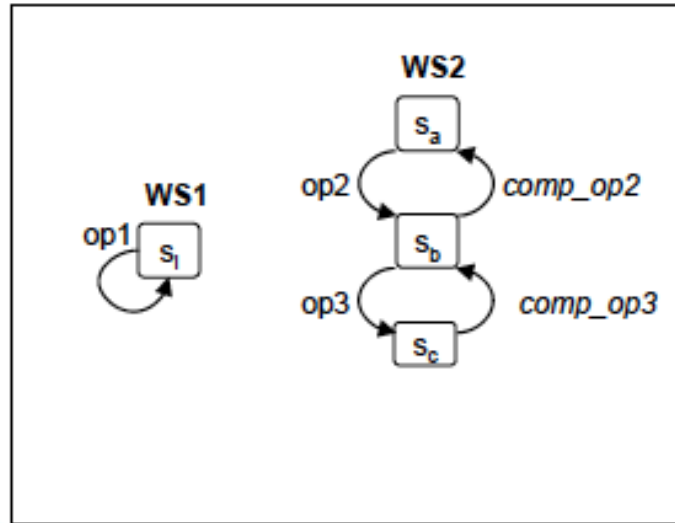 WS2
s_a
op2 comp_op2
WS1
op1 s_l
s_b
op3 comp_op3
s_c